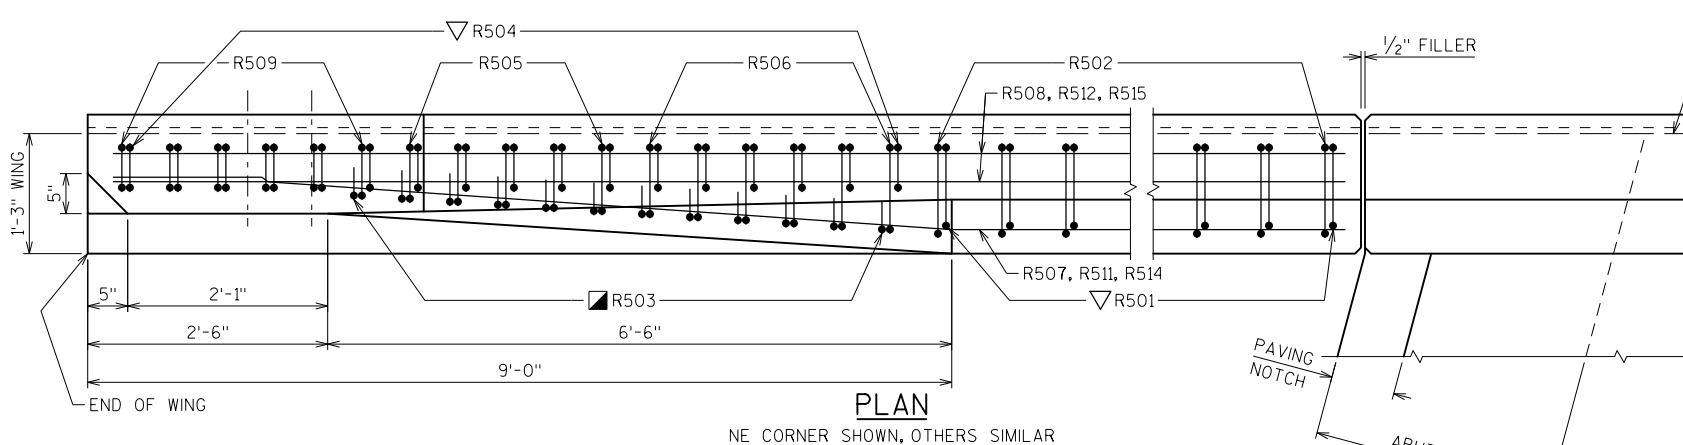 R504
½" FILLER
R509
R505
R506
R502
R508, R512, R515
1'-3" WING
5"
R507, R511, R514
5"
2'-1"
R503
R501
2'-6"
6'-6"
9'-0"
PAVING
NOTCH
END OF WING
PLAN
NE CORNER SHOWN, OTHERS SIMILAR